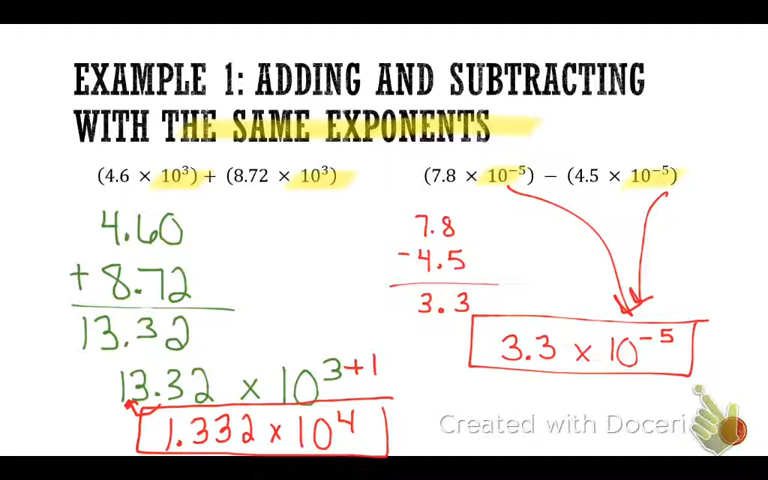 EXAMPLE 1: ADDING AND SUBTRACTING
WITH THE SAME EXPONENTS
(4.6 × 10³) + (8.72 × 10³)
4.60
+ 8.72
13.32
13.32 × 10³⁺¹
1.332 × 10⁴
(7.8 × 10⁻⁵) − (4.5 × 10⁻⁵)
7.8
-4.5
3.3
3.3 × 10⁻⁵
Created with Doceri